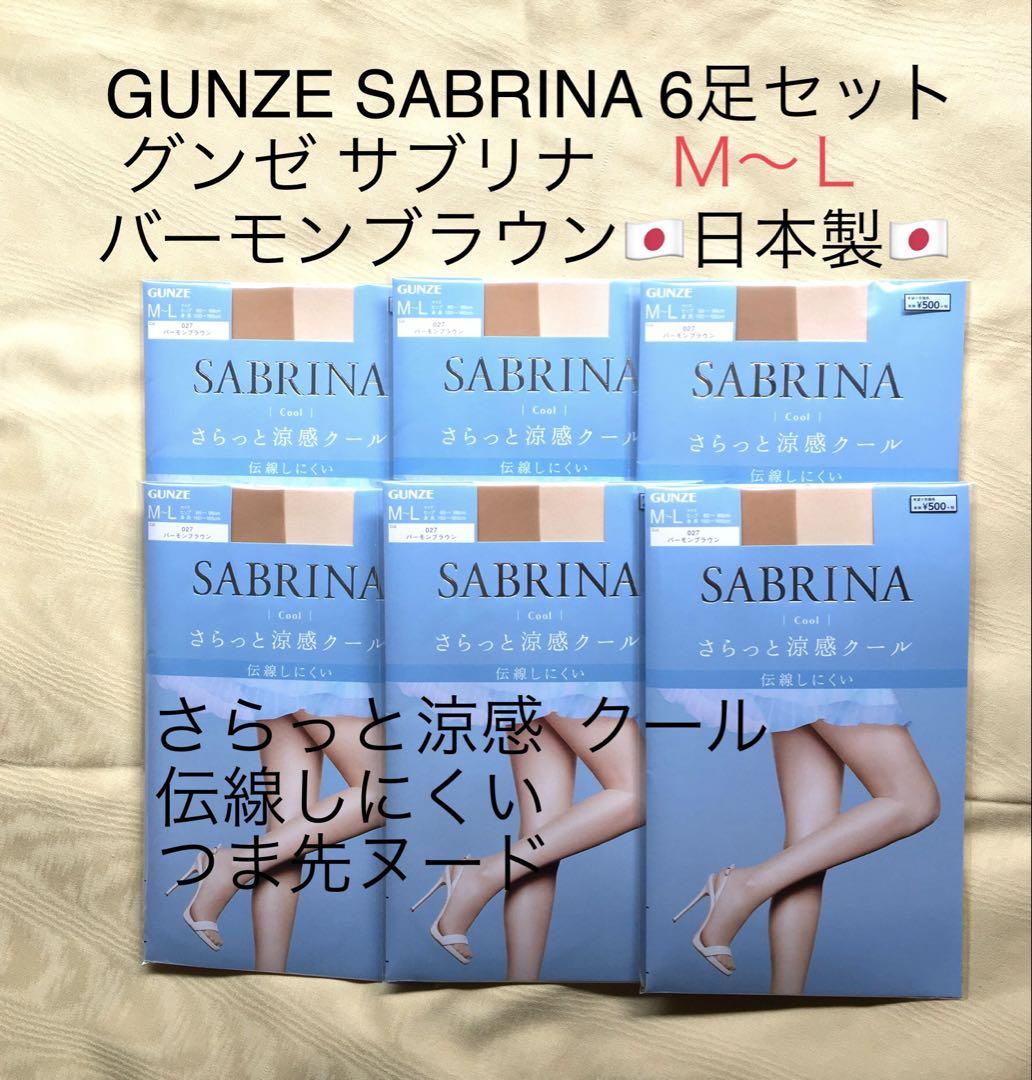 GUNZE SABRINA 6足セット
グンゼ サブリナ M〜L
バーモンブラウン🇯🇵日本製🇯🇵
GUNZE
M~L
027
バーモンブラウン
SABRINA
Cool
さらっと涼感クール
伝線しにくい
GUNZE
M~L
027
バーモンブラウン
SABRINA
Cool
さらっと涼感クール
伝線しにくい
GUNZE
M~L
027
バーモンブラウン
¥500
SABRINA
Cool
さらっと涼感クール
伝線しにくい
GUNZE
M~L
027
バーモンブラウン
SABRINA
Cool
さらっと涼感クール
伝線しにくい
GUNZE
M~L
027
バーモンブラウン
SABRINA
Cool
さらっと涼感クール
伝線しにくい
GUNZE
M~L
027
バーモンブラウン
¥500
SABRINA
Cool
さらっと涼感クール
伝線しにくい
さらっと涼感 クール
伝線しにくい
つま先ヌード